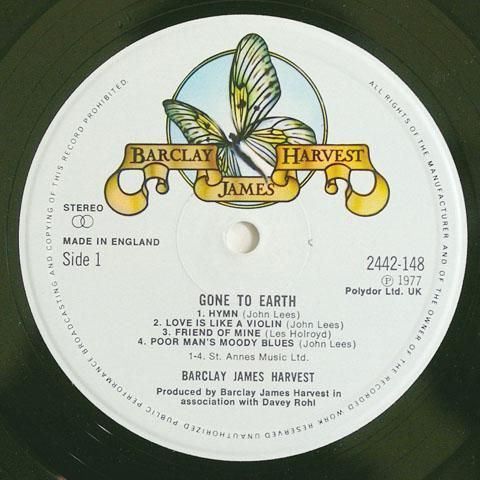 BARCLAY
JAMES
HARVEST
STEREO
MADE IN ENGLAND
Side 1
2442-148
Ⓟ 1977
Polydor Ltd. UK
GONE TO EARTH
1. HYMN (John Lees)
2. LOVE IS LIKE A VIOLIN (John Lees)
3. FRIEND OF MINE (Les Holroyd)
4. POOR MAN'S MOODY BLUES (John Lees)
1-4. St. Annes Music Ltd.
BARCLAY JAMES HARVEST
Produced by Barclay James Harvest in
association with Davey Rohl
ALL RIGHTS OF THE MANUFACTURER AND OF THE OWNER OF THE RECORDED WORK RESERVED UNAUTHORIZED PUBLIC PERFORMANCE BROADCASTING AND COPYING OF THIS RECORD PROHIBITED.